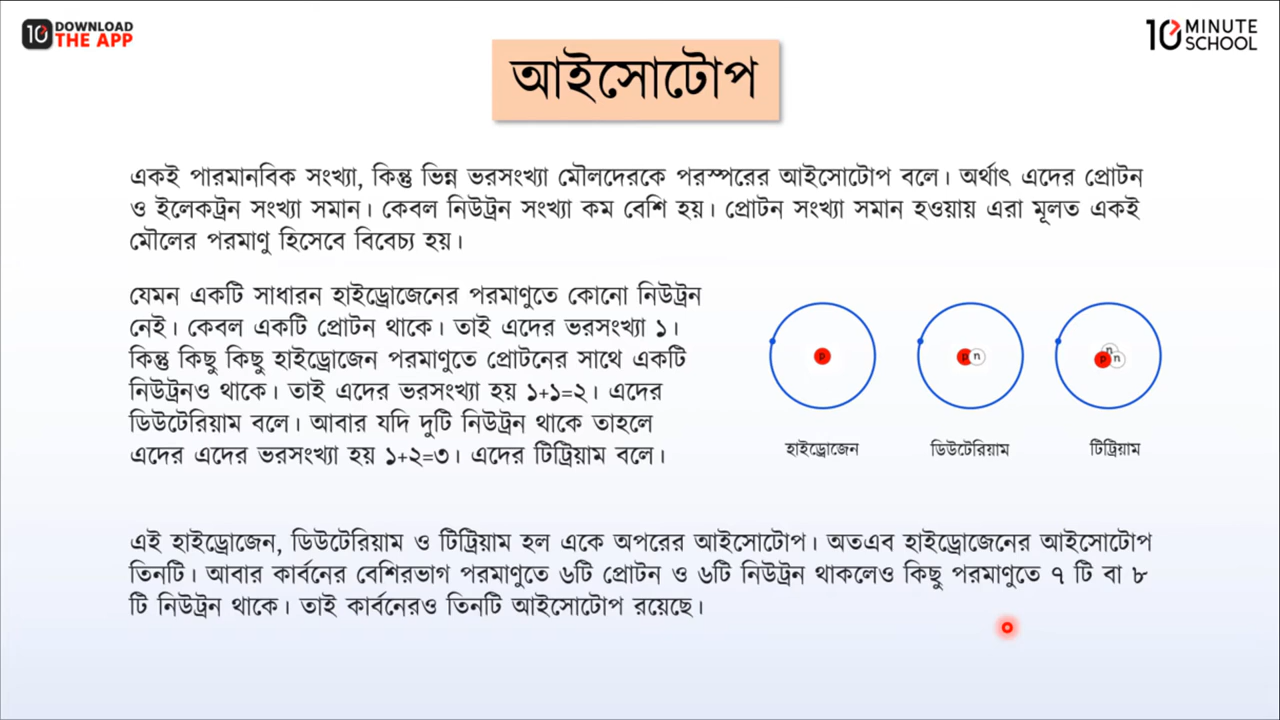 10 DOWNLOAD
THE APP
10 MINUTE
SCHOOL
আইসোটোপ
একই পারমানবিক সংখ্যা, কিন্তু ভিন্ন ভরসংখ্যা মৌলদেরকে পরস্পরের আইসোটোপ বলে। অর্থাৎ এদের প্রোটন
ও ইলেকট্রন সংখ্যা সমান। কেবল নিউট্রন সংখ্যা কম বেশি হয়। প্রোটন সংখ্যা সমান হওয়ায় এরা মূলত একই
মৌলের পরমাণু হিসেবে বিবেচ্য হয়।
যেমন একটি সাধারন হাইড্রোজেনের পরমাণুতে কোনো নিউট্রন
নেই। কেবল একটি প্রোটন থাকে। তাই এদের ভরসংখ্যা ১।
কিন্তু কিছু কিছু হাইড্রোজেন পরমাণুতে প্রোটনের সাথে একটি
নিউট্রনও থাকে। তাই এদের ভরসংখ্যা হয় ১+১=২। এদের
ডিউটেরিয়াম বলে। আবার যদি দুটি নিউট্রন থাকে তাহলে
এদের এদের ভরসংখ্যা হয় ১+২=৩। এদের টিট্রিয়াম বলে।
p
p n
n
p n
হাইড্রোজেন
ডিউটেরিয়াম
টিট্রিয়াম
এই হাইড্রোজেন, ডিউটেরিয়াম ও টিট্রিয়াম হল একে অপরের আইসোটোপ। অতএব হাইড্রোজেনের আইসোটোপ
তিনটি। আবার কার্বনের বেশিরভাগ পরমাণুতে ৬টি প্রোটন ও ৬টি নিউট্রন থাকলেও কিছু পরমাণুতে ৭ টি বা ৮
টি নিউট্রন থাকে। তাই কার্বনেরও তিনটি আইসোটোপ রয়েছে।